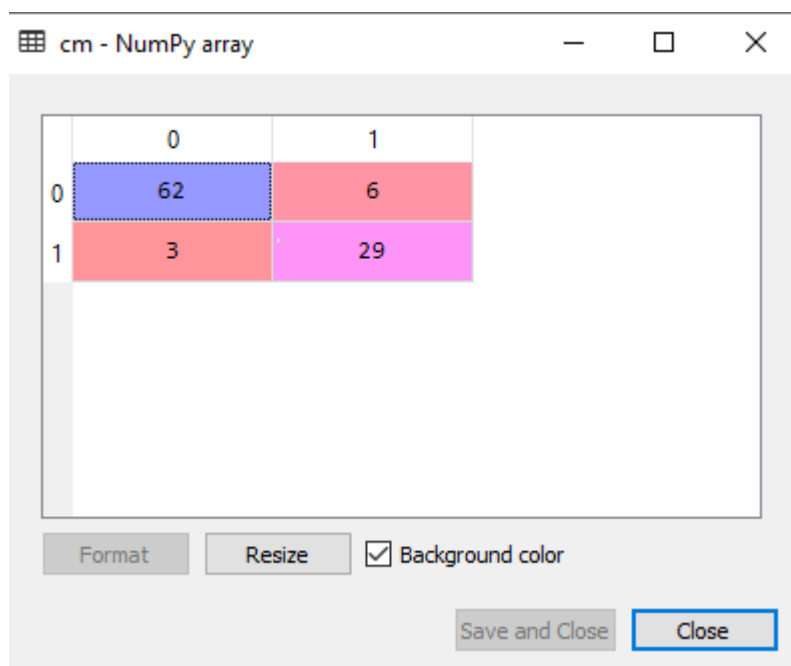 cm - NumPy array
0 1
0 62 6
1 3 29
Format Resize Background color
Save and Close Close